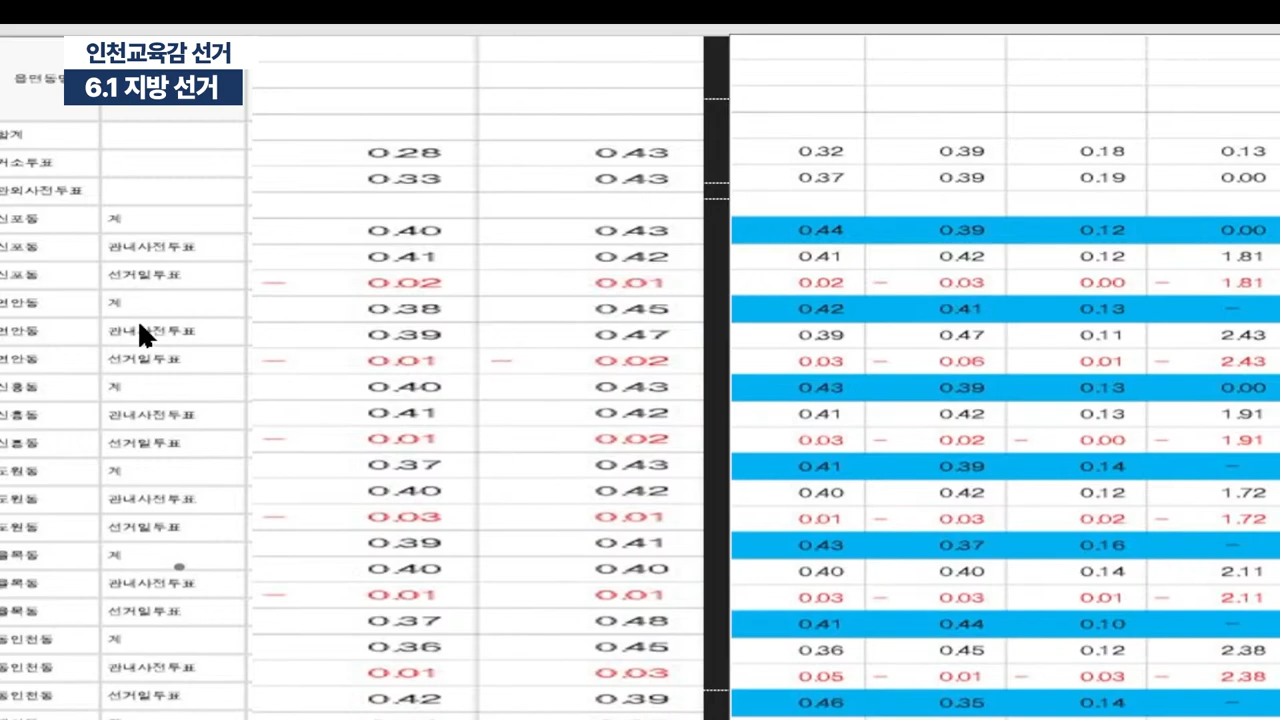 인천교육감 선거
6.1 지방 선거
읍면동명
합계
거소투표
관외사전투표
신포동 계
신포동 관내사전투표
신포동 선거일투표
연안동 계
연안동 관내사전투표
연안동 선거일투표
신흥동 계
신흥동 관내사전투표
신흥동 선거일투표
도원동 계
도원동 관내사전투표
도원동 선거일투표
율목동 계
율목동 관내사전투표
율목동 선거일투표
동인천동 계
동인천동 관내사전투표
동인천동 선거일투표
계
0.28 0.43
0.33 0.43
0.40 0.43
0.41 0.42
— 0.02 0.01
0.38 0.45
0.39 0.47
— 0.01 — 0.02
0.40 0.43
0.41 0.42
— 0.01 0.02
0.37 0.43
0.40 0.42
— 0.03 0.01
0.39 0.41
0.40 0.40
— 0.01 0.01
0.37 0.48
0.36 0.45
0.01 0.03
0.42 0.39
0.32 0.39 0.18 0.13
0.37 0.39 0.19 0.00
0.44 0.39 0.12 0.00
0.41 0.42 0.12 1.81
0.02 — 0.03 0.00 — 1.81
0.42 0.41 0.13 —
0.39 0.47 0.11 2.43
0.03 — 0.06 0.01 — 2.43
0.43 0.39 0.13 0.00
0.41 0.42 0.13 1.91
0.03 — 0.02 — 0.00 — 1.91
0.41 0.39 0.14 —
0.40 0.42 0.12 1.72
0.01 — 0.03 0.02 — 1.72
0.43 0.37 0.16 —
0.40 0.40 0.14 2.11
0.03 — 0.03 0.01 — 2.11
0.41 0.44 0.10 —
0.36 0.45 0.12 2.38
0.05 — 0.01 — 0.03 — 2.38
0.46 0.35 0.14 —